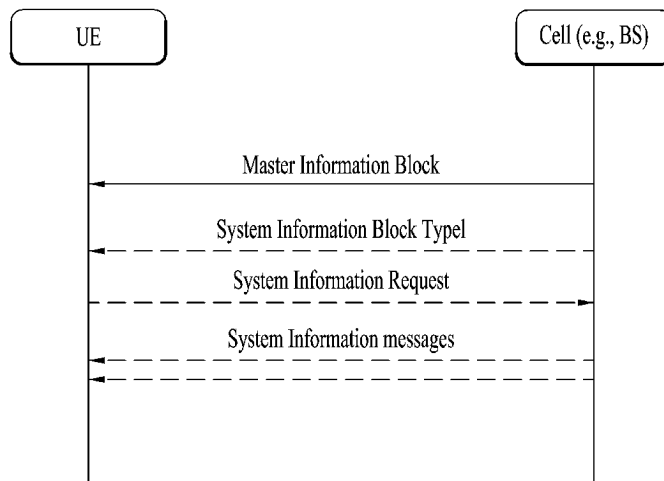 UE
Cell (e.g., BS)
Master Information Block
System Information Block Typel
System Information Request
System Information messages